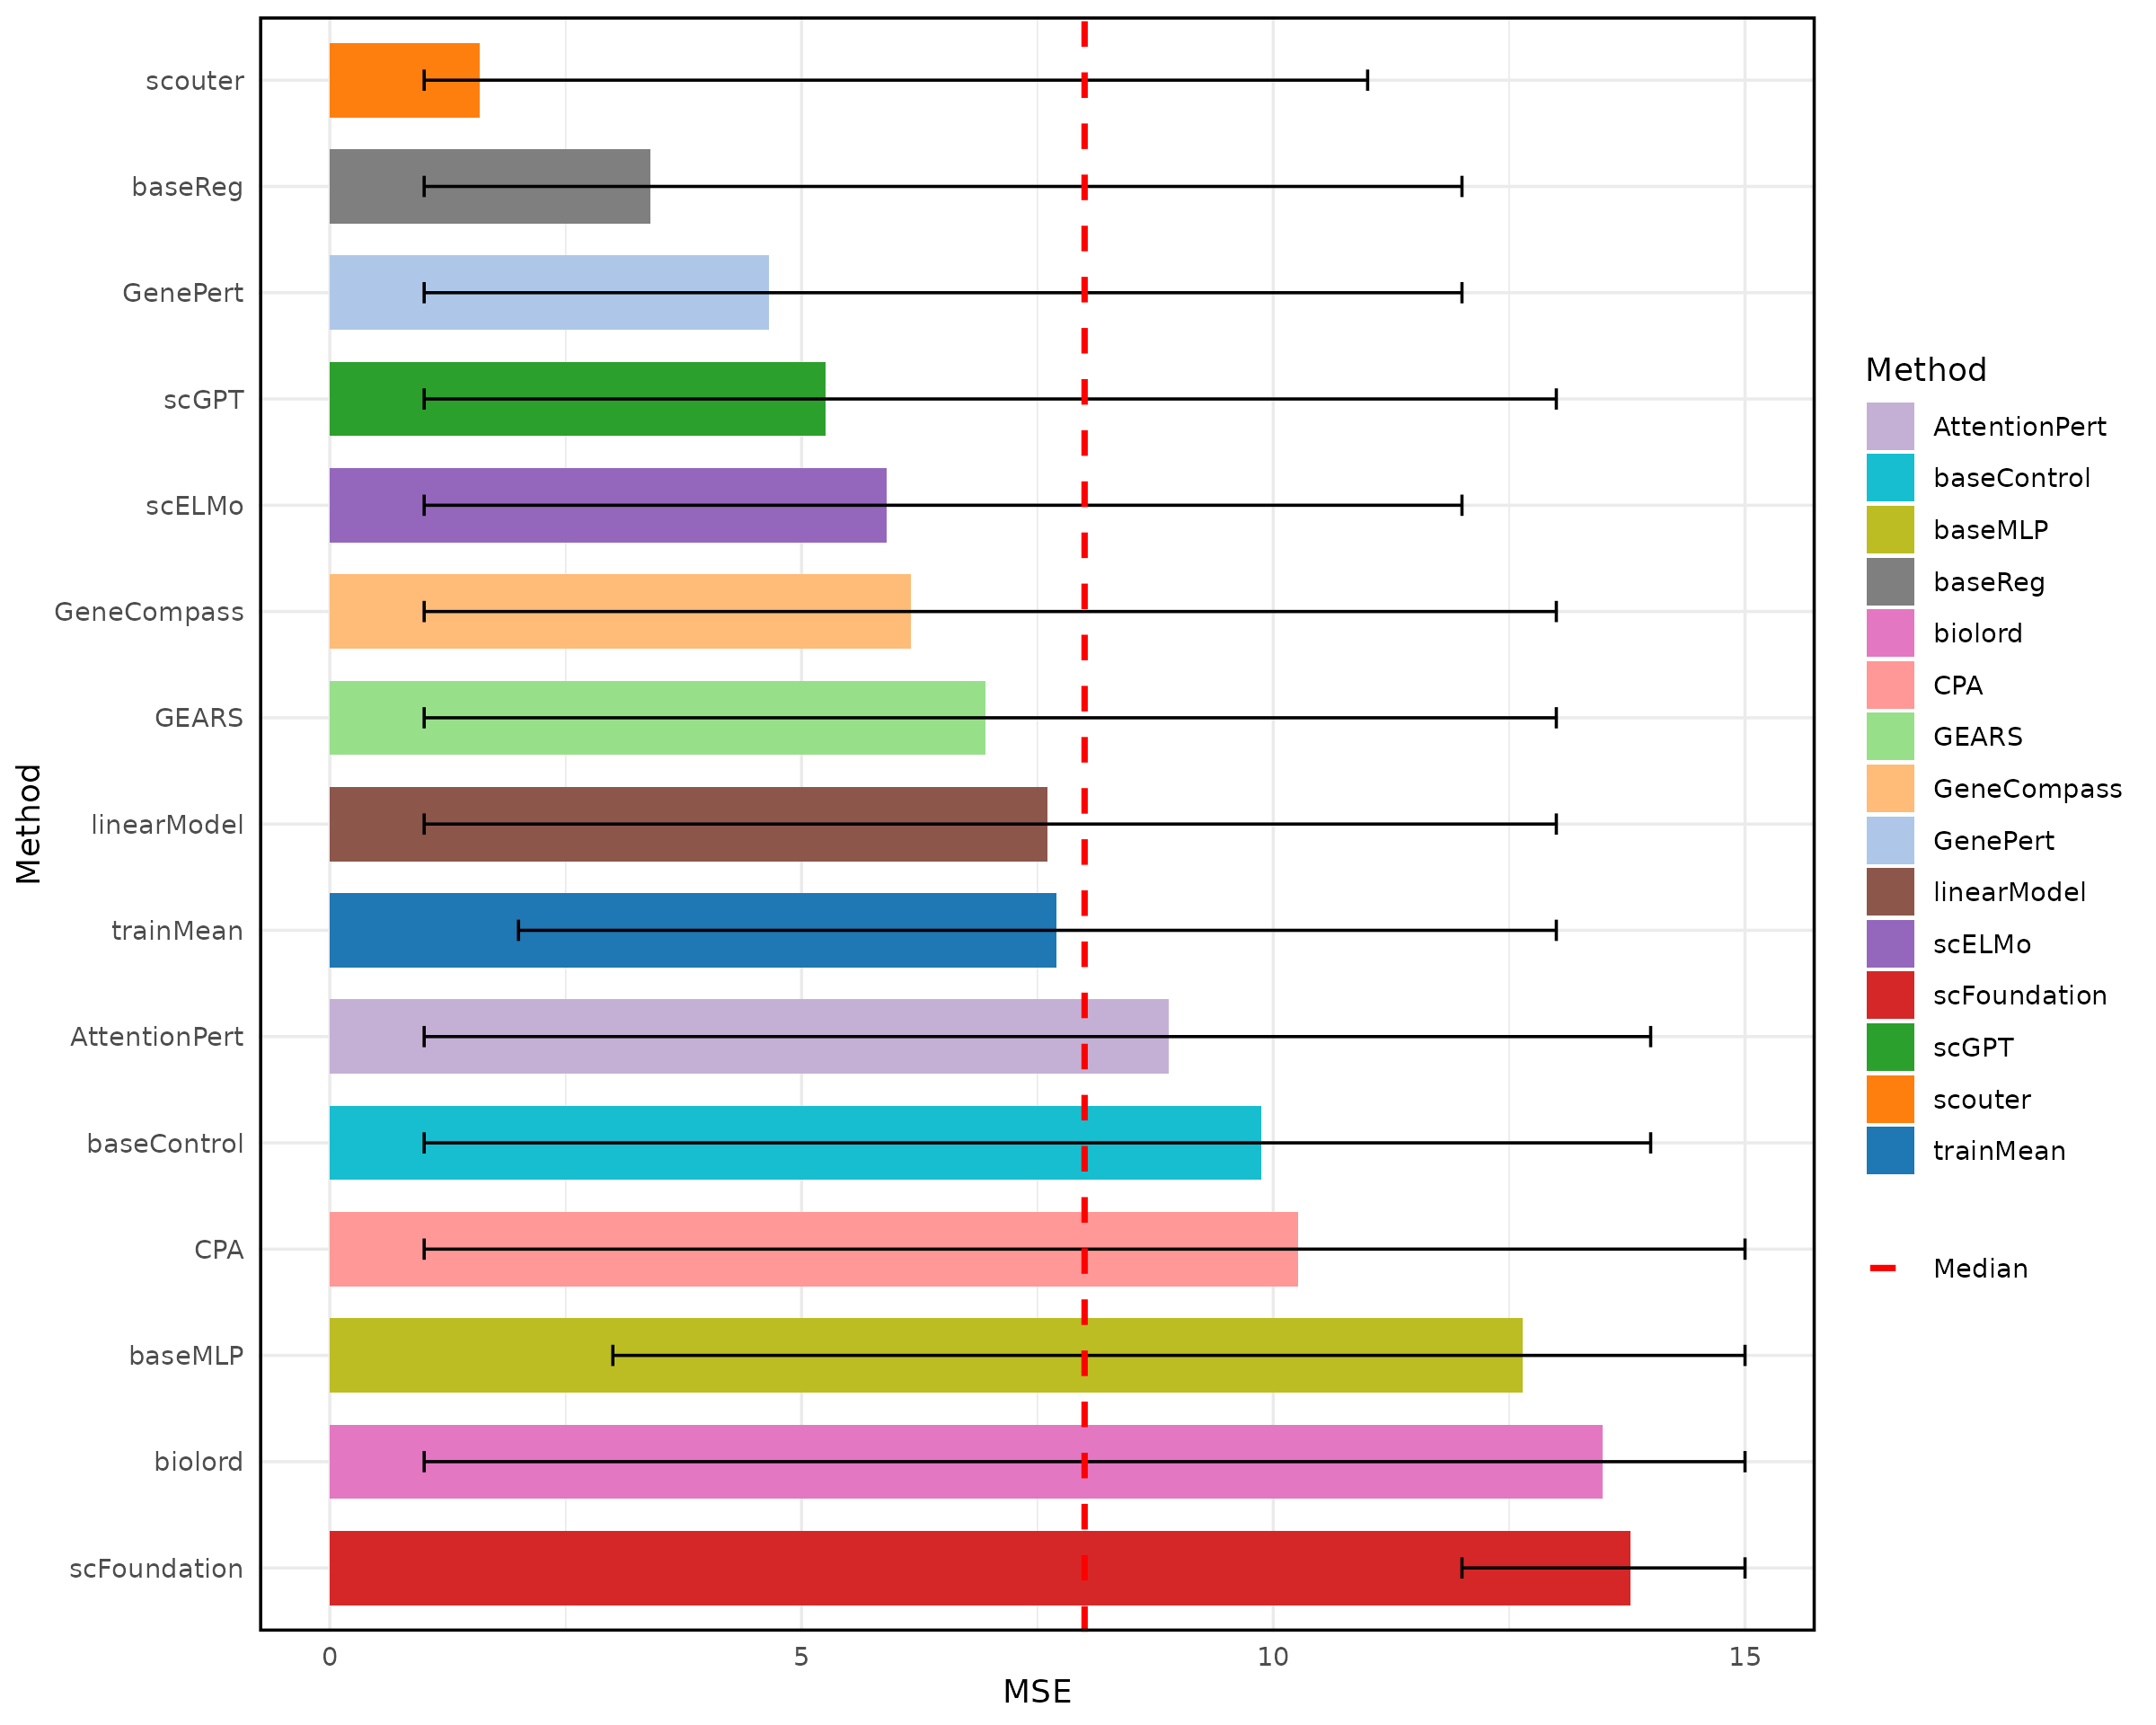 scouter
baseReg
GenePert
scGPT
scELMo
GeneCompass
GEARS
linearModel
trainMean
AttentionPert
baseControl
CPA
baseMLP
biolord
scFoundation
Method
0 5 10 15
MSE
Method
AttentionPert
baseControl
baseMLP
baseReg
biolord
CPA
GEARS
GeneCompass
GenePert
linearModel
scELMo
scFoundation
scGPT
scouter
trainMean
Median